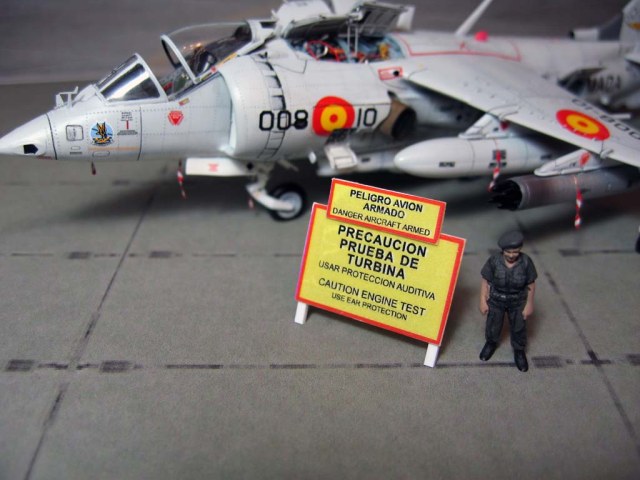 008 10
PELIGRO AVION
ARMADO
DANGER AIRCRAFT ARMED
PRECAUCION
PRUEBA DE
TURBINA
USAR PROTECCION AUDITIVA
CAUTION ENGINE TEST
USE EAR PROTECTION